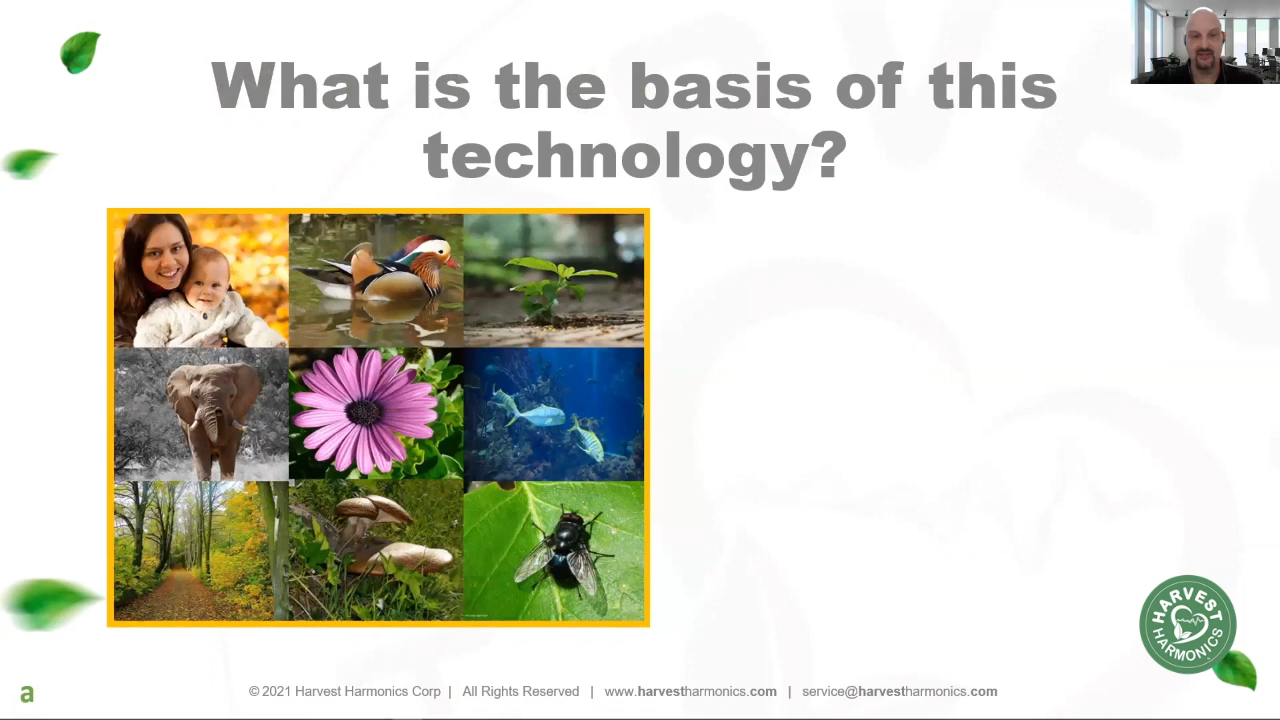 What is the basis of this
technology?
HARVEST
HARMONICS
a
© 2021 Harvest Harmonics Corp | All Rights Reserved | www.harvestharmonics.com | service@harvestharmonics.com